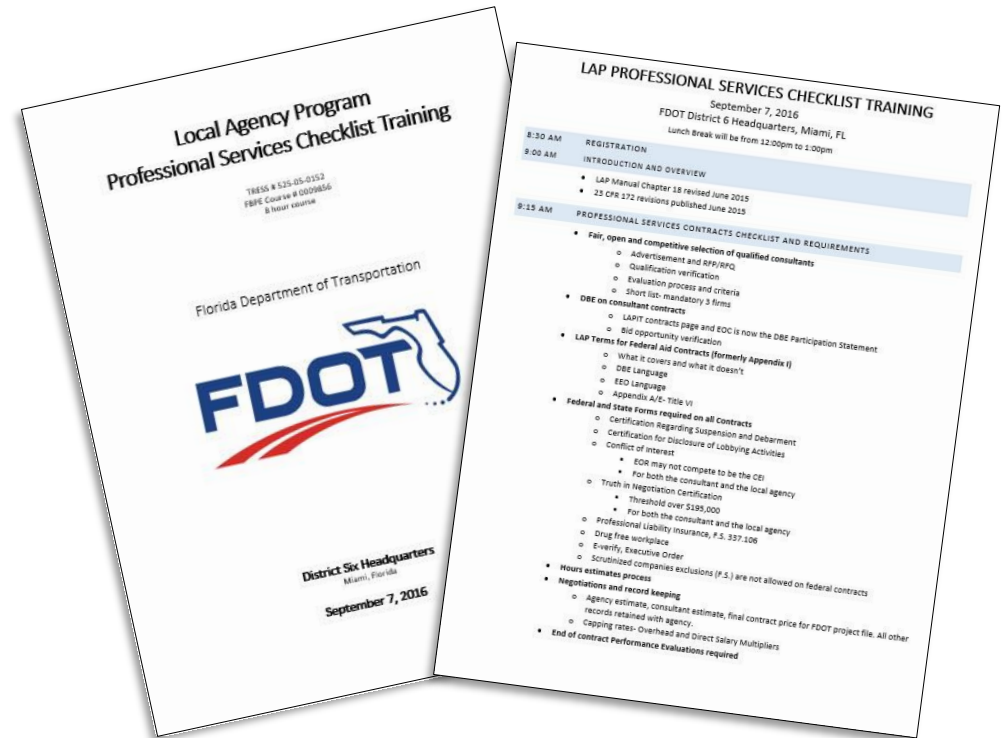 Local Agency Program
Professional Services Checklist Training
TRESS # 525-05-0152
FBPE Course # 0009856
8 hour course
Florida Department of Transportation
FDOT
District Six Headquarters
Miami, Florida
September 7, 2016
LAP PROFESSIONAL SERVICES CHECKLIST TRAINING
September 7, 2016
FDOT District 6 Headquarters, Miami, FL
Lunch Break will be from 12:00pm to 1:00pm
8:30 AM REGISTRATION
9:00 AM INTRODUCTION AND OVERVIEW
• LAP Manual Chapter 18 revised June 2015
• 23 CFR 172 revisions published June 2015
9:15 AM PROFESSIONAL SERVICES CONTRACTS CHECKLIST AND REQUIREMENTS
• Fair, open and competitive selection of qualified consultants
o Advertisement and RFP/RFQ
o Qualification verification
o Evaluation process and criteria
o Short list- mandatory 3 firms
• DBE on consultant contracts
o LAPIT contracts page and EOC is now the DBE Participation Statement
o Bid opportunity verification
• LAP Terms for Federal Aid Contracts (formerly Appendix I)
o What it covers and what it doesn't
o DBE Language
o EEO Language
o Appendix A/E- Title VI
• Federal and State Forms required on all Contracts
o Certification Regarding Suspension and Debarment
o Certification for Disclosure of Lobbying Activities
o Conflict of Interest
▪ EOR may not compete to be the CEI
▪ For both the consultant and the local agency
o Truth in Negotiation Certification
▪ Threshold over $195,000
▪ For both the consultant and the local agency
o Professional Liability Insurance, F.S. 337.106
o Drug free workplace
o E-verify, Executive Order
o Scrutinized companies exclusions (F.S.) are not allowed on federal contracts
• Hours estimates process
• Negotiations and record keeping
o Agency estimate, consultant estimate, final contract price for FDOT project file. All other
records retained with agency.
o Capping rates- Overhead and Direct Salary Multipliers
• End of contract Performance Evaluations required